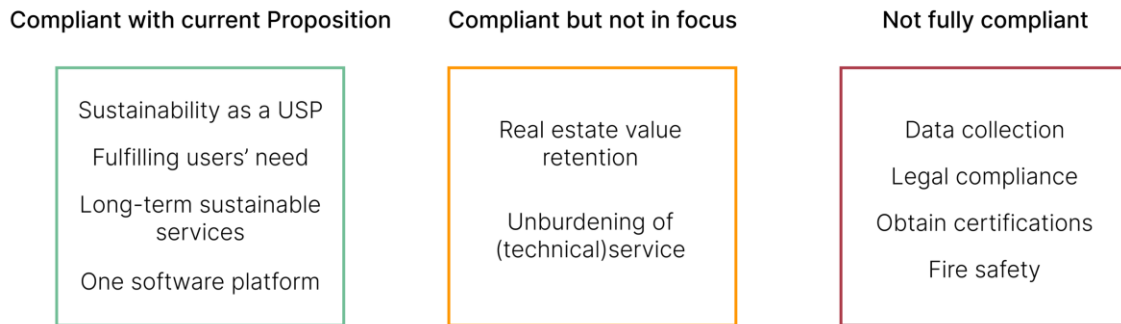 Compliant with current Proposition
Compliant but not in focus
Not fully compliant
Sustainability as a USP
Fulfilling users' need
Long-term sustainable
services
One software platform
Real estate value
retention
Unburdening of
(technical)service
Data collection
Legal compliance
Obtain certifications
Fire safety